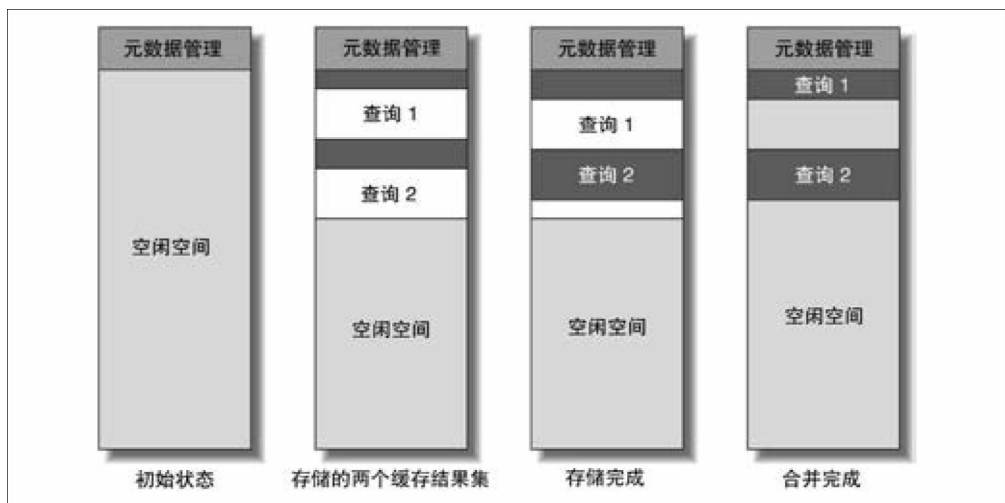 元数据管理
空闲空间
初始状态
元数据管理
查询 1
查询 2
空闲空间
存储的两个缓存结果集
元数据管理
查询 1
查询 2
空闲空间
存储完成
元数据管理
查询 1
查询 2
空闲空间
合并完成